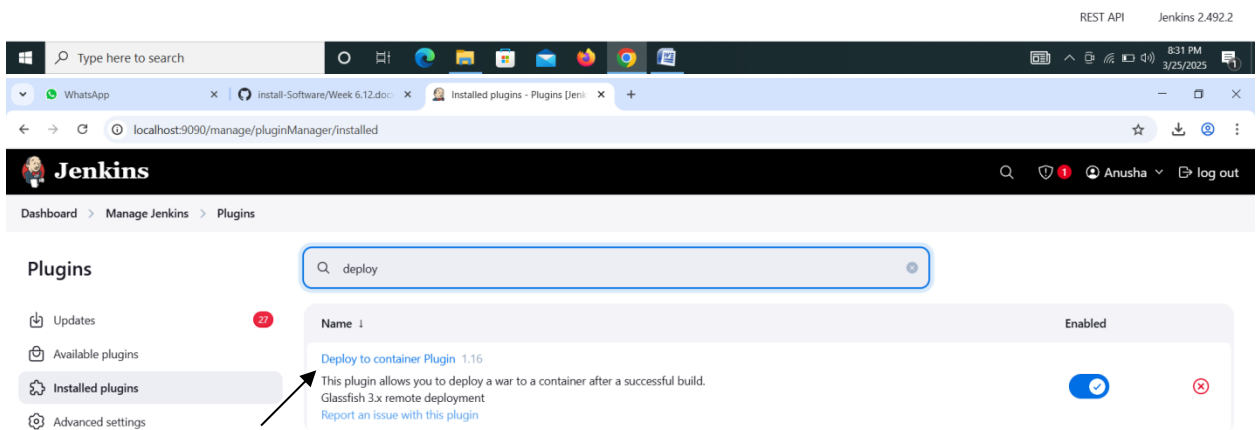 REST API Jenkins 2.492.2
Type here to search
8:31 PM
3/25/2025
1
WhatsApp
install-Software/Week 6.12.doc
Installed plugins - Plugins [Jenk
localhost:9090/manage/pluginManager/installed
Jenkins 1 Anusha log out
Dashboard > Manage Jenkins > Plugins
Plugins
deploy
Updates 27
Available plugins
Installed plugins
Advanced settings
Name ↓ Enabled
Deploy to container Plugin 1.16
This plugin allows you to deploy a war to a container after a successful build.
Glassfish 3.x remote deployment
Report an issue with this plugin